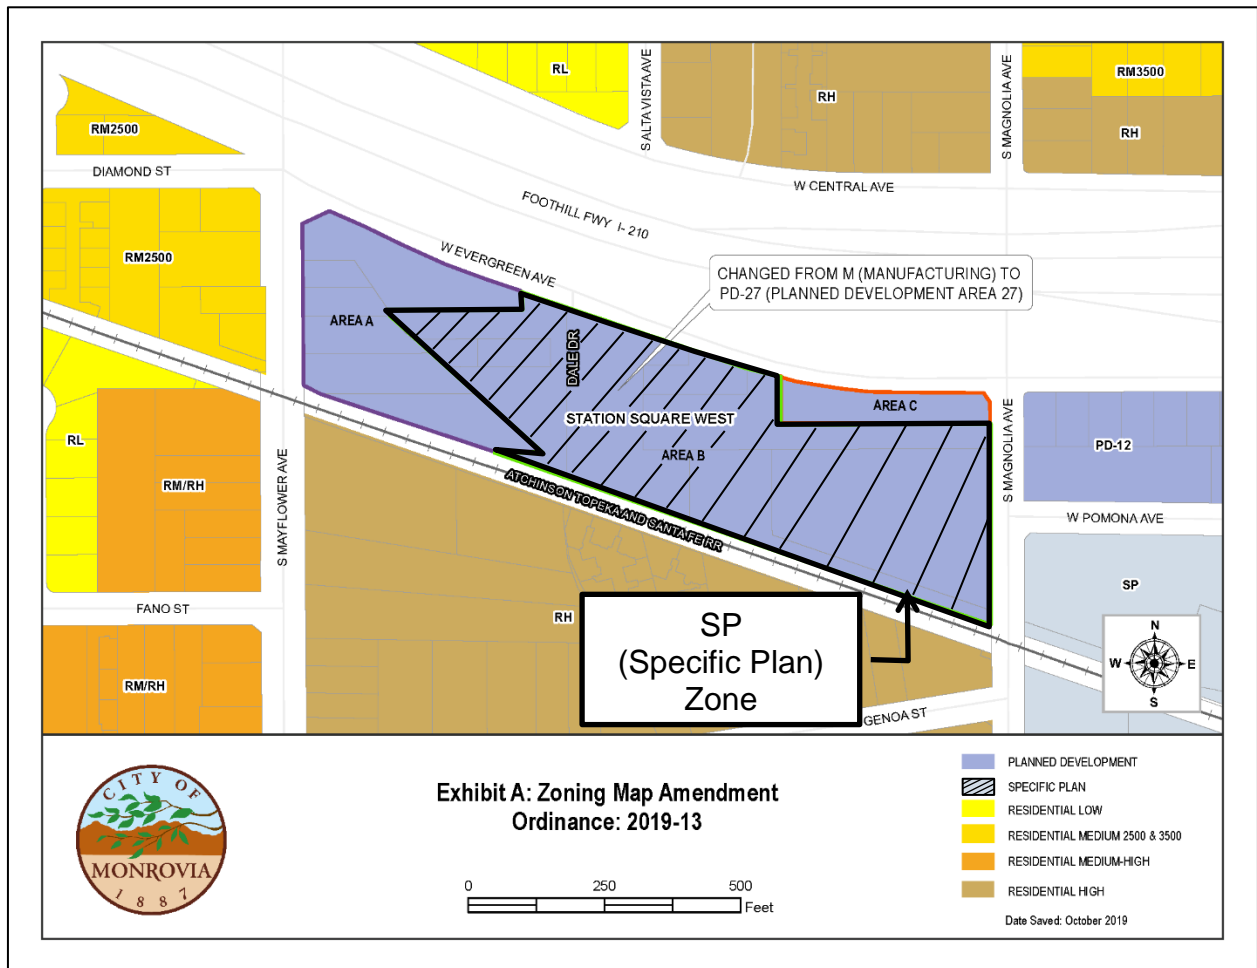 RL
RM3500
RM2500
RH
RH
S ALTA VISTA AVE
S MAGNOLIA AVE
DIAMOND ST
W CENTRAL AVE
FOOTHILL FWY I-210
W EVERGREEN AVE
RM2500
CHANGED FROM M (MANUFACTURING) TO
PD-27 (PLANNED DEVELOPMENT AREA 27)
AREA A
DALE DR
AREA C
STATION SQUARE WEST
AREA B
S MAGNOLIA AVE
PD-12
RL
RM/RH
S MAYFLOWER AVE
ATCHINSON TOPEKA AND SANTA FE RR
W POMONA AVE
SP
FANO ST
RH
SP
(Specific Plan)
Zone
GENOA ST
RM/RH
N
W
E
S
CITY OF
MONROVIA
1887
Exhibit A: Zoning Map Amendment
Ordinance: 2019-13
0 250 500
Feet
PLANNED DEVELOPMENT
SPECIFIC PLAN
RESIDENTIAL LOW
RESIDENTIAL MEDIUM 2500 & 3500
RESIDENTIAL MEDIUM-HIGH
RESIDENTIAL HIGH
Date Saved: October 2019